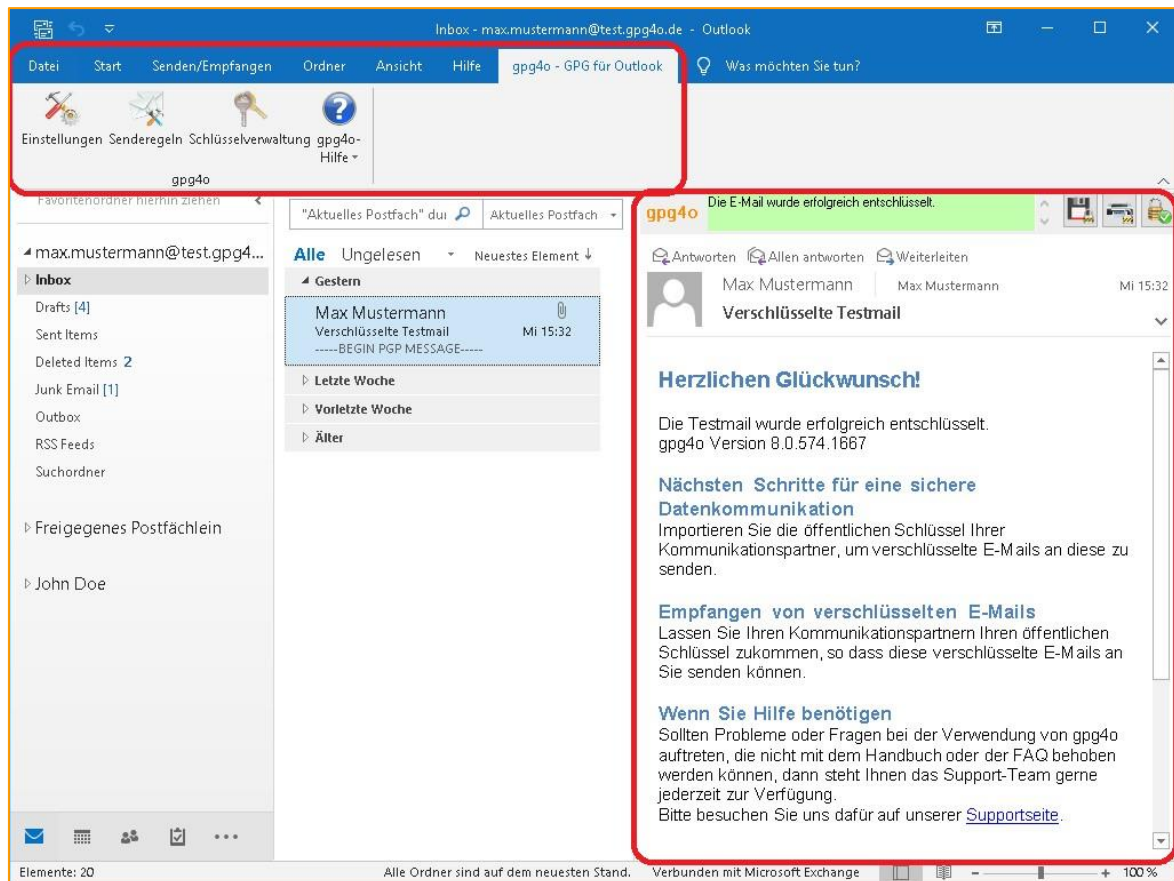 Inbox - max.mustermann@test.gpg4o.de - Outlook
Datei Start Senden/Empfangen Ordner Ansicht Hilfe gpg4o - GPG für Outlook Was möchten Sie tun?
Einstellungen Senderegeln Schlüsselverwaltung gpg4o-
Hilfe
gpg4o
Favoritenordner hierhin ziehen
max.mustermann@test.gpg4...
Inbox
Drafts [4]
Sent Items
Deleted Items 2
Junk Email [1]
Outbox
RSS Feeds
Suchordner
Freigegenes Postfächlein
John Doe
"Aktuelles Postfach" dui Aktuelles Postfach
Alle Ungelesen Neuestes Element ↓
Gestern
Max Mustermann
Verschlüsselte Testmail Mi 15:32
-----BEGIN PGP MESSAGE-----
Letzte Woche
Vorletzte Woche
Älter
gpg4o Die E-Mail wurde erfolgreich entschlüsselt.
Antworten Allen antworten Weiterleiten
Max Mustermann Max Mustermann Mi 15:32
Verschlüsselte Testmail
Herzlichen Glückwunsch!
Die Testmail wurde erfolgreich entschlüsselt.
gpg4o Version 8.0.574.1667
Nächsten Schritte für eine sichere
Datenkommunikation
Importieren Sie die öffentlichen Schlüssel Ihrer
Kommunikationspartner, um verschlüsselte E-Mails an diese zu
senden.
Empfangen von verschlüsselten E-Mails
Lassen Sie Ihren Kommunikationspartnern Ihren öffentlichen
Schlüssel zukommen, so dass diese verschlüsselte E-Mails an
Sie senden können.
Wenn Sie Hilfe benötigen
Sollten Probleme oder Fragen bei der Verwendung von gpg4o
auftreten, die nicht mit dem Handbuch oder der FAQ behoben
werden können, dann steht Ihnen das Support-Team gerne
jederzeit zur Verfügung.
Bitte besuchen Sie uns dafür auf unserer Supportseite.
Elemente: 20 Alle Ordner sind auf dem neuesten Stand. Verbunden mit Microsoft Exchange 100 %